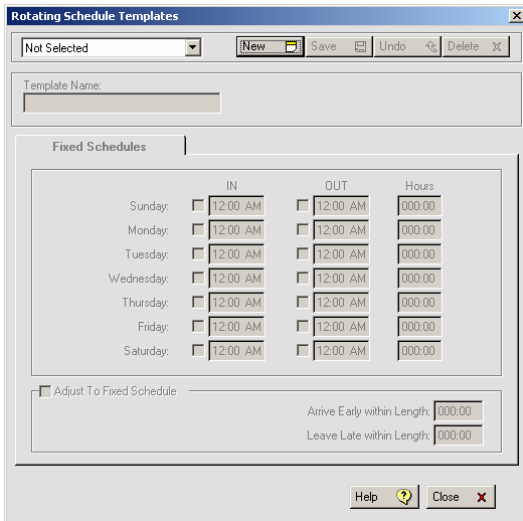 Rotating Schedule Templates
Not Selected New Save Undo Delete
Template Name:
Fixed Schedules
IN OUT Hours
Sunday: 12:00 AM 12:00 AM 000:00
Monday: 12:00 AM 12:00 AM 000:00
Tuesday: 12:00 AM 12:00 AM 000:00
Wednesday: 12:00 AM 12:00 AM 000:00
Thursday: 12:00 AM 12:00 AM 000:00
Friday: 12:00 AM 12:00 AM 000:00
Saturday: 12:00 AM 12:00 AM 000:00
Adjust To Fixed Schedule
Arrive Early within Length: 000:00
Leave Late within Length: 000:00
Help Close